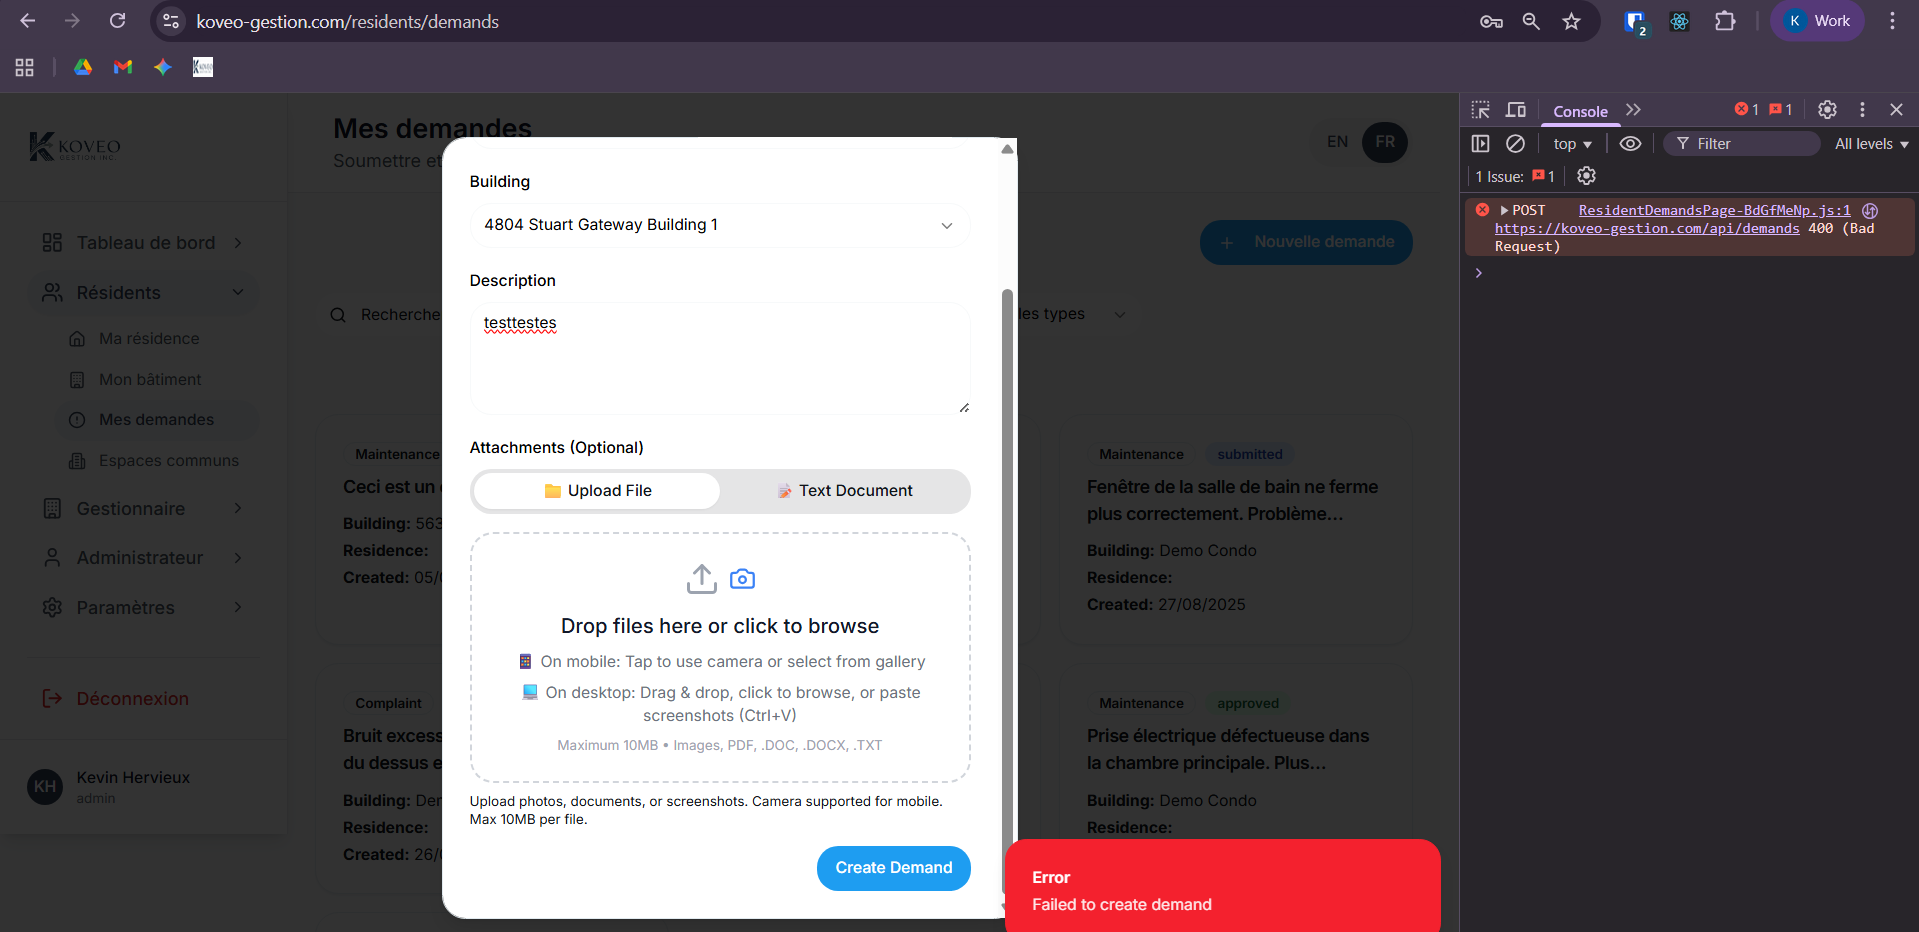 koveo-gestion.com/residents/demands
2
K Work
KOVEO
GESTION INC.
Tableau de bord
Résidents
Ma résidence
Mon bâtiment
Mes demandes
Espaces communs
Gestionnaire
Administrateur
Paramètres
Déconnexion
KH
Kevin Hervieux
admin
Mes demandes
Soumettre et
EN FR
Nouvelle demande
Recherche
les types
Maintenance
Ceci est un
Building: 563
Residence:
Created: 05/
Maintenance submitted
Fenêtre de la salle de bain ne ferme
plus correctement. Problème...
Building: Demo Condo
Residence:
Created: 27/08/2025
Complaint
Bruit excess
du dessus e
Building: Der
Residence:
Created: 26/
Maintenance approved
Prise électrique défectueuse dans
la chambre principale. Plus...
Building: Demo Condo
Residence:
Building
4804 Stuart Gateway Building 1
Description
testtestes
Attachments (Optional)
Upload File
Text Document
Drop files here or click to browse
On mobile: Tap to use camera or select from gallery
On desktop: Drag & drop, click to browse, or paste
screenshots (Ctrl+V)
Maximum 10MB • Images, PDF, .DOC, .DOCX, .TXT
Upload photos, documents, or screenshots. Camera supported for mobile.
Max 10MB per file.
Create Demand
Error
Failed to create demand
Console
1 1
top
Filter
All levels
1 Issue: 1
POST ResidentDemandsPage-BdGfMeNp.js:1
https://koveo-gestion.com/api/demands 400 (Bad
Request)